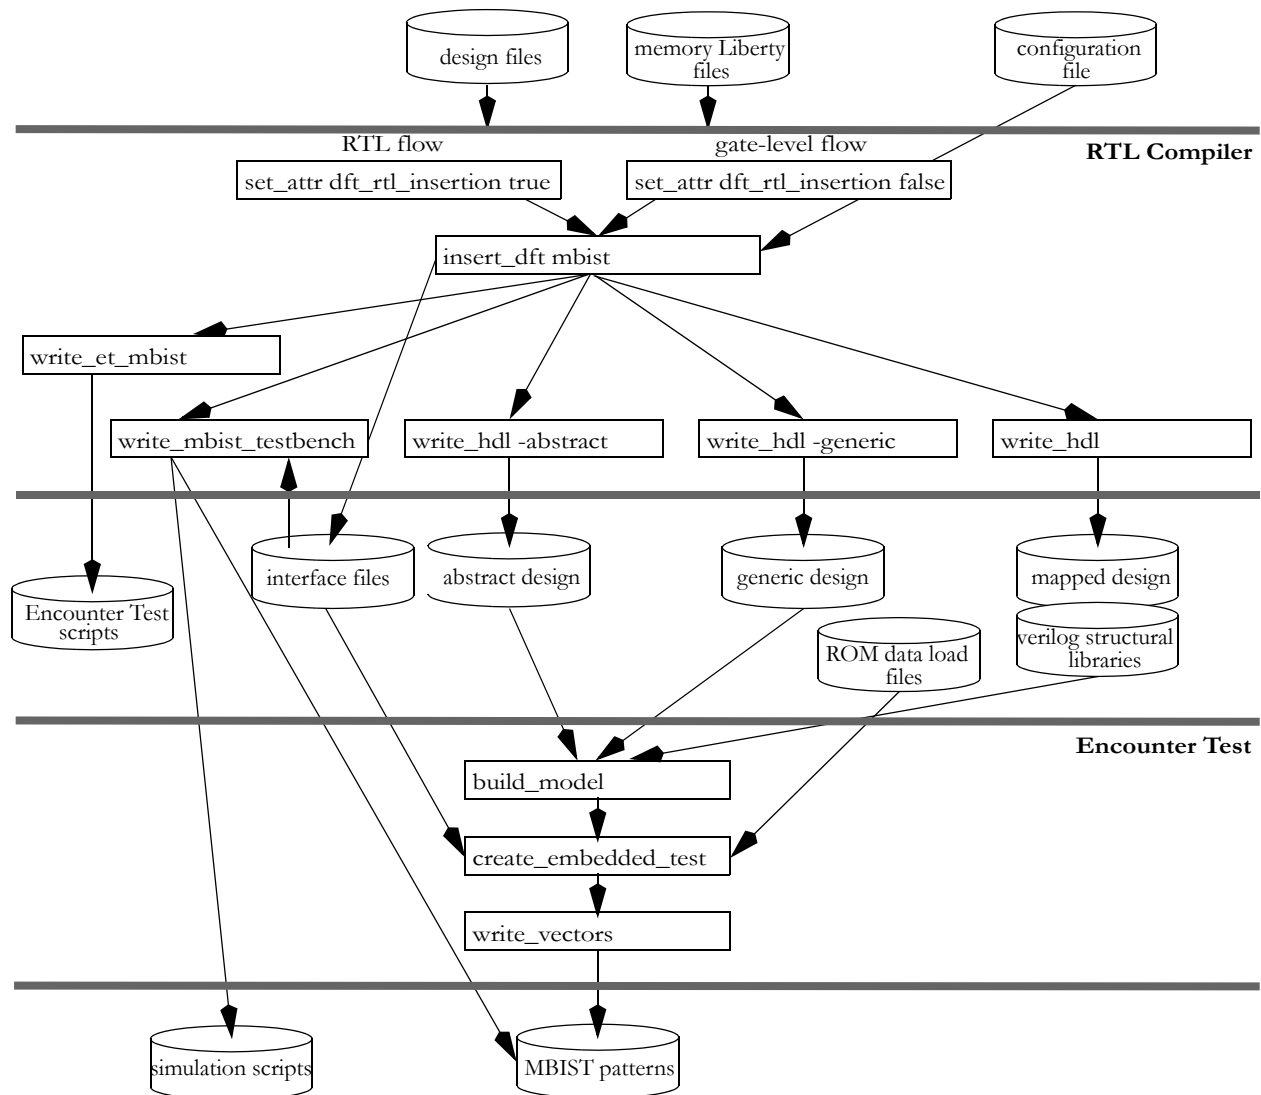 design files
memory Liberty
files
configuration
file
RTL flow
gate-level flow
RTL Compiler
set_attr dft_rtl_insertion true
set_attr dft_rtl_insertion false
insert_dft mbist
write_et_mbist
write_mbist_testbench
write_hdl -abstract
write_hdl -generic
write_hdl
interface files
abstract design
generic design
mapped design
Encounter Test
scripts
verilog structural
libraries
ROM data load
files
Encounter Test
build_model
create_embedded_test
write_vectors
simulation scripts
MBIST patterns